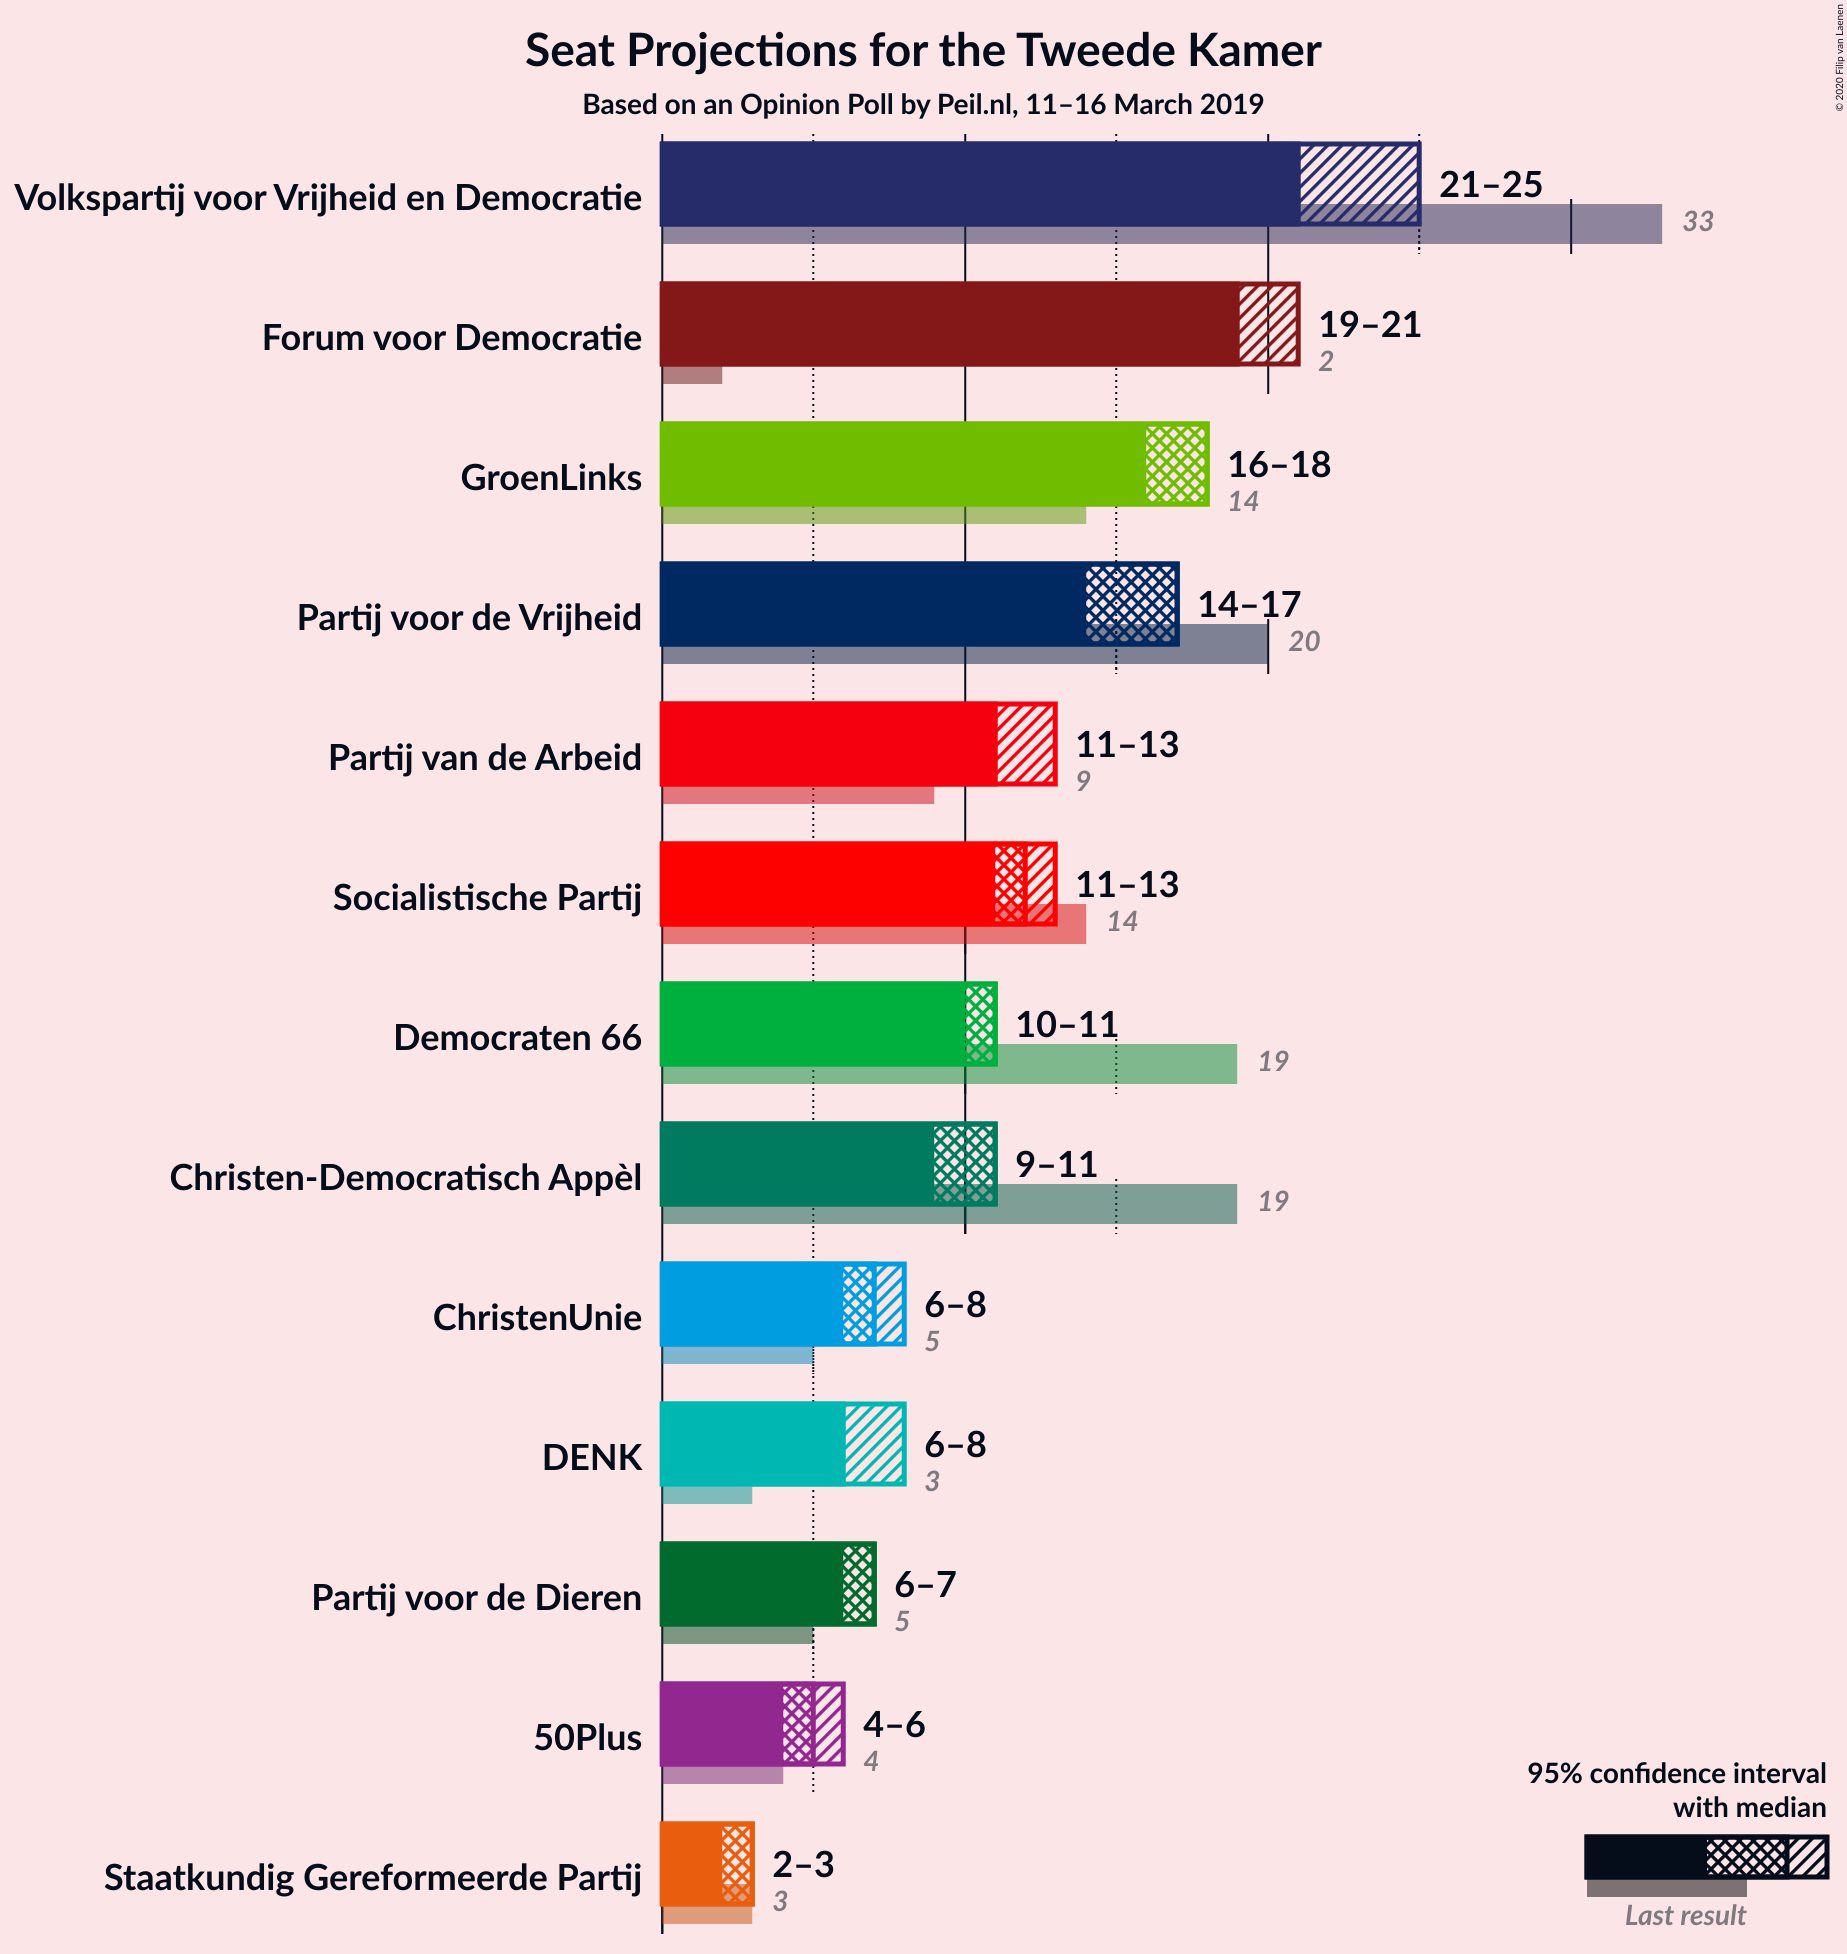 Seat Projections for the Tweede Kamer
Based on an Opinion Poll by Peil.nl, 11–16 March 2019
© 2020 Filip van Laenen
Volkspartij voor Vrijheid en Democratie
21–25
33
Forum voor Democratie
19–21
2
GroenLinks
16–18
14
Partij voor de Vrijheid
14–17
20
Partij van de Arbeid
11–13
9
Socialistische Partij
11–13
14
Democraten 66
10–11
19
Christen-Democratisch Appèl
9–11
19
ChristenUnie
6–8
5
DENK
6–8
3
Partij voor de Dieren
6–7
5
50Plus
4–6
4
Staatkundig Gereformeerde Partij
2–3
3
95% confidence interval
with median
Last result